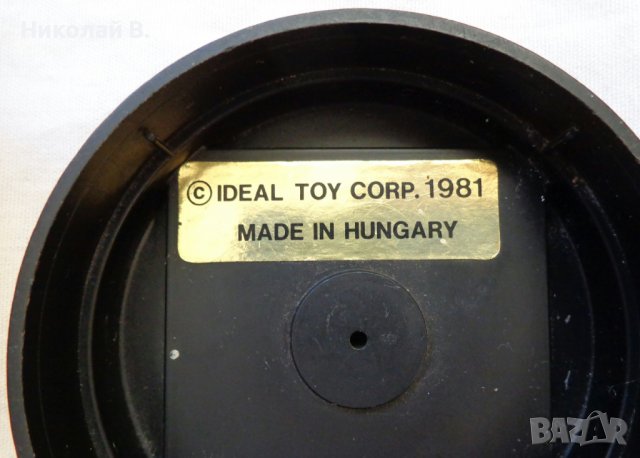 Николай В.
© IDEAL TOY CORP. 1981
MADE IN HUNGARY
BAZAR